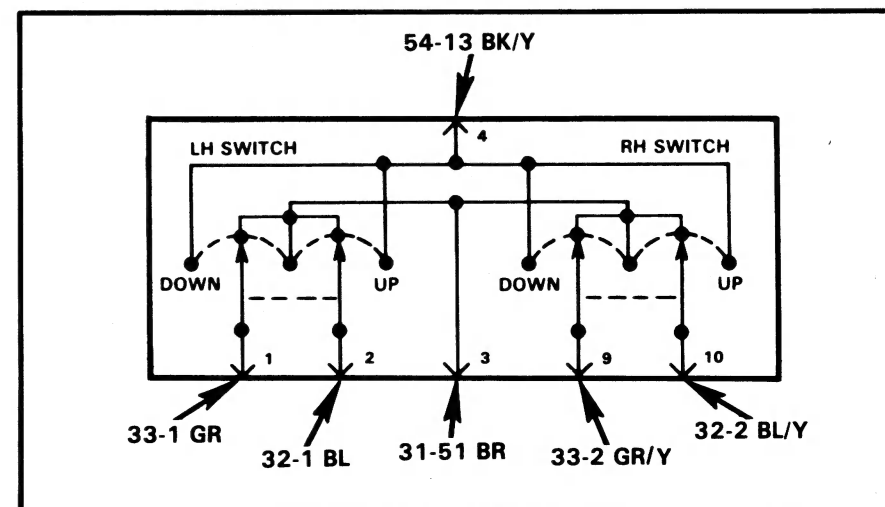 54-13 BK/Y
4
LH SWITCH RH SWITCH
DOWN UP DOWN UP
1 2 3 9 10
33-1 GR 32-1 BL 31-51 BR 33-2 GR/Y 32-2 BL/Y